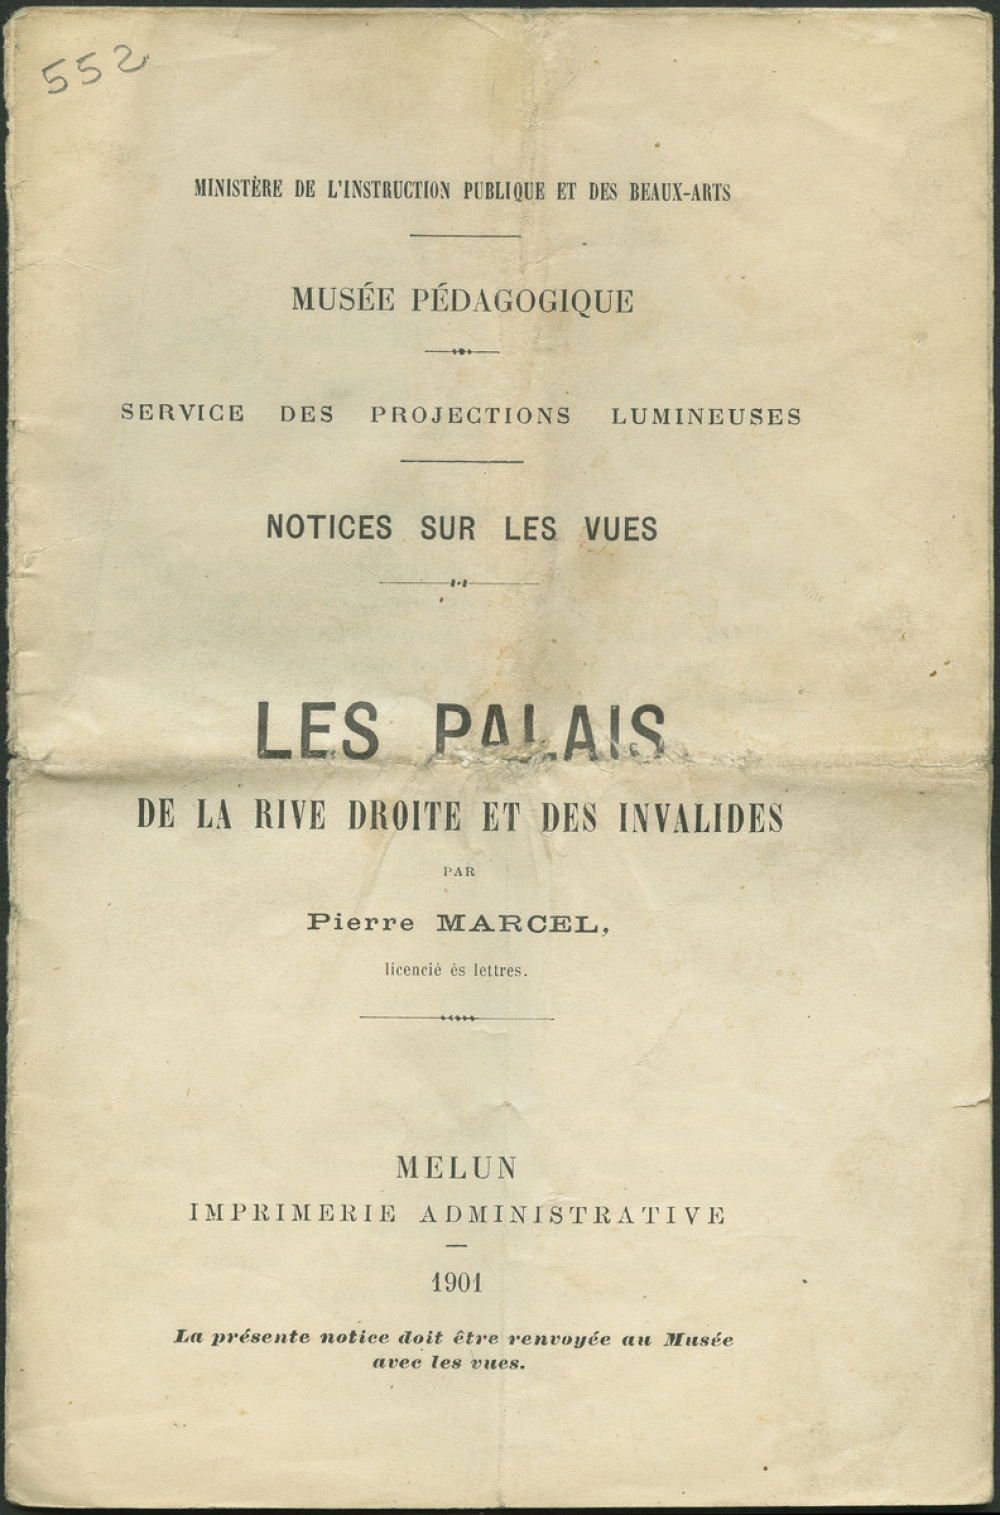 552
MINISTÈRE DE L'INSTRUCTION PUBLIQUE ET DES BEAUX-ARTS
MUSÉE PÉDAGOGIQUE
SERVICE DES PROJECTIONS LUMINEUSES
NOTICES SUR LES VUES
LES PALAIS
DE LA RIVE DROITE ET DES INVALIDES
PAR
Pierre MARCEL,
licencié ès lettres.
MELUN
IMPRIMERIE ADMINISTRATIVE
1901
La présente notice doit être renvoyée au Musée
avec les vues.